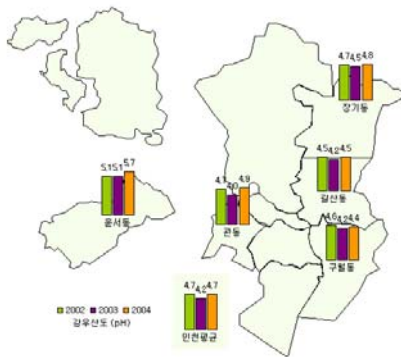 4.7 4.5 4.8
장기동
4.5 4.2 4.5
갈산동
5.1 5.1 5.7
운서동
4.0 4.9
관동
4.6 4.2 4.4
구월동
2002 2003 2004
강우산도 (pH)
4.7 4.2 4.7
인천평균